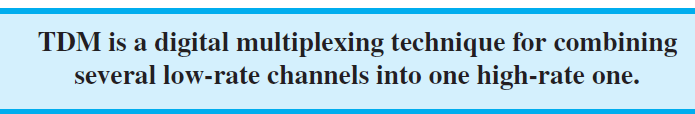 TDM is a digital multiplexing technique for combining
several low-rate channels into one high-rate one.